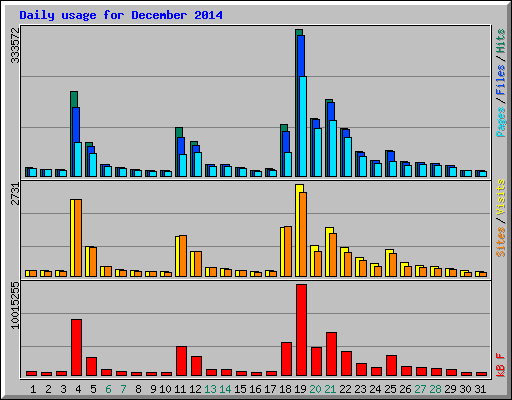 Daily usage for December 2014
333572
Pages / Files / Hits
2731
Sites / Visits
10015255
kB F
1 2 3 4 5 6 7 8 9 10 11 12 13 14 15 16 17 18 19 20 21 22 23 24 25 26 27 28 29 30 31